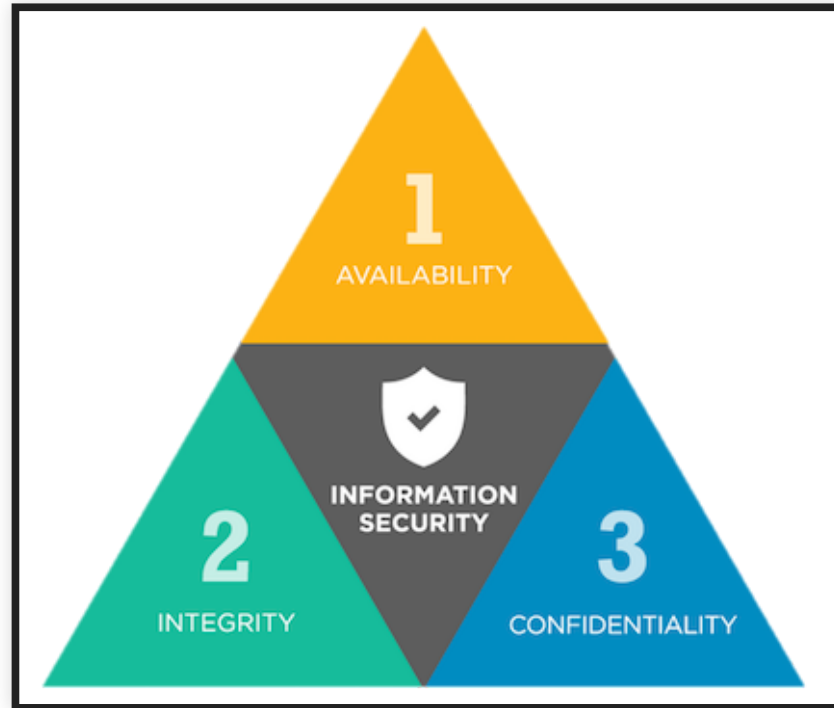 1
AVAILABILITY
INFORMATION
SECURITY
2
INTEGRITY
3
CONFIDENTIALITY